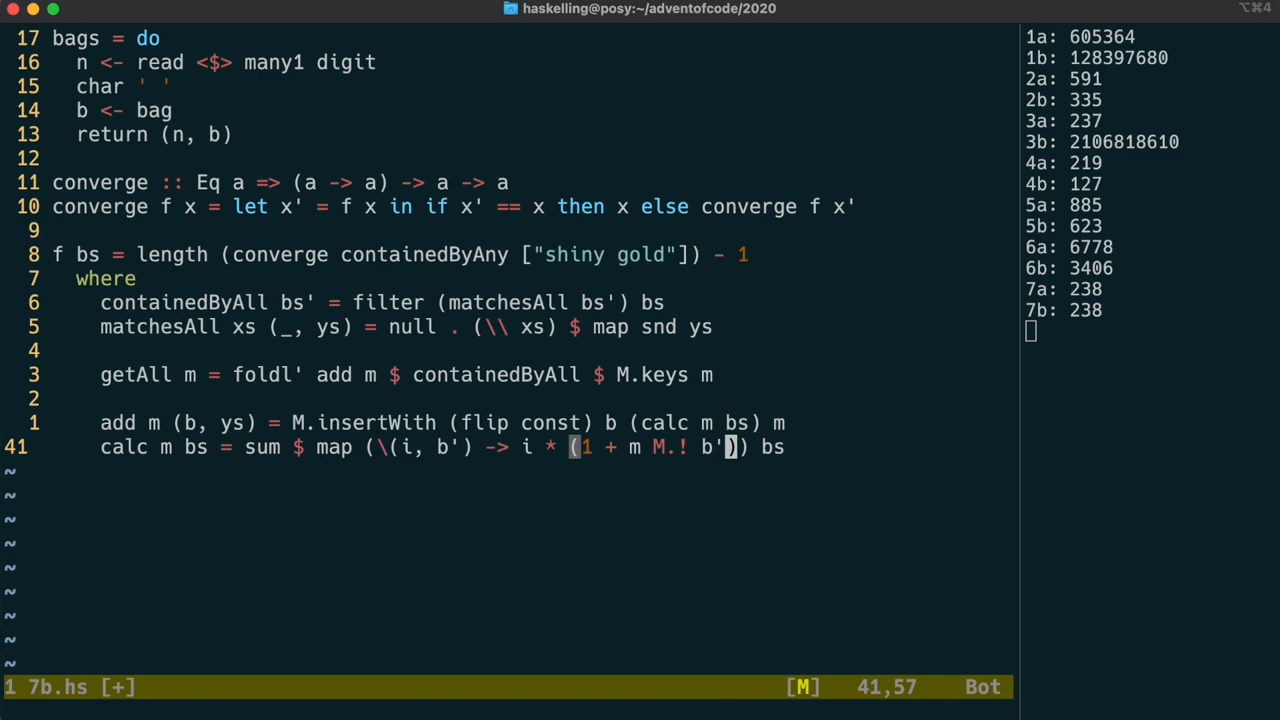 haskelling@posy:~/adventofcode/2020
⌥⌘4
17 bags = do
16   n <- read <$> many1 digit
15   char ' '
14   b <- bag
13   return (n, b)
12
11 converge :: Eq a => (a -> a) -> a -> a
10 converge f x = let x' = f x in if x' == x then x else converge f x'
9
8 f bs = length (converge containedByAny ["shiny gold"]) - 1
7   where
6     containedByAll bs' = filter (matchesAll bs') bs
5     matchesAll xs (_, ys) = null . (\\ xs) $ map snd ys
4
3     getAll m = foldl' add m $ containedByAll $ M.keys m
2
1     add m (b, ys) = M.insertWith (flip const) b (calc m bs) m
41     calc m bs = sum $ map (\(i, b') -> i * (1 + m M.! b')) bs
~
~
~
~
~
~
~
~
~
1 7b.hs [+] [M] 41,57 Bot
1a: 605364
1b: 128397680
2a: 591
2b: 335
3a: 237
3b: 2106818610
4a: 219
4b: 127
5a: 885
5b: 623
6a: 6778
6b: 3406
7a: 238
7b: 238